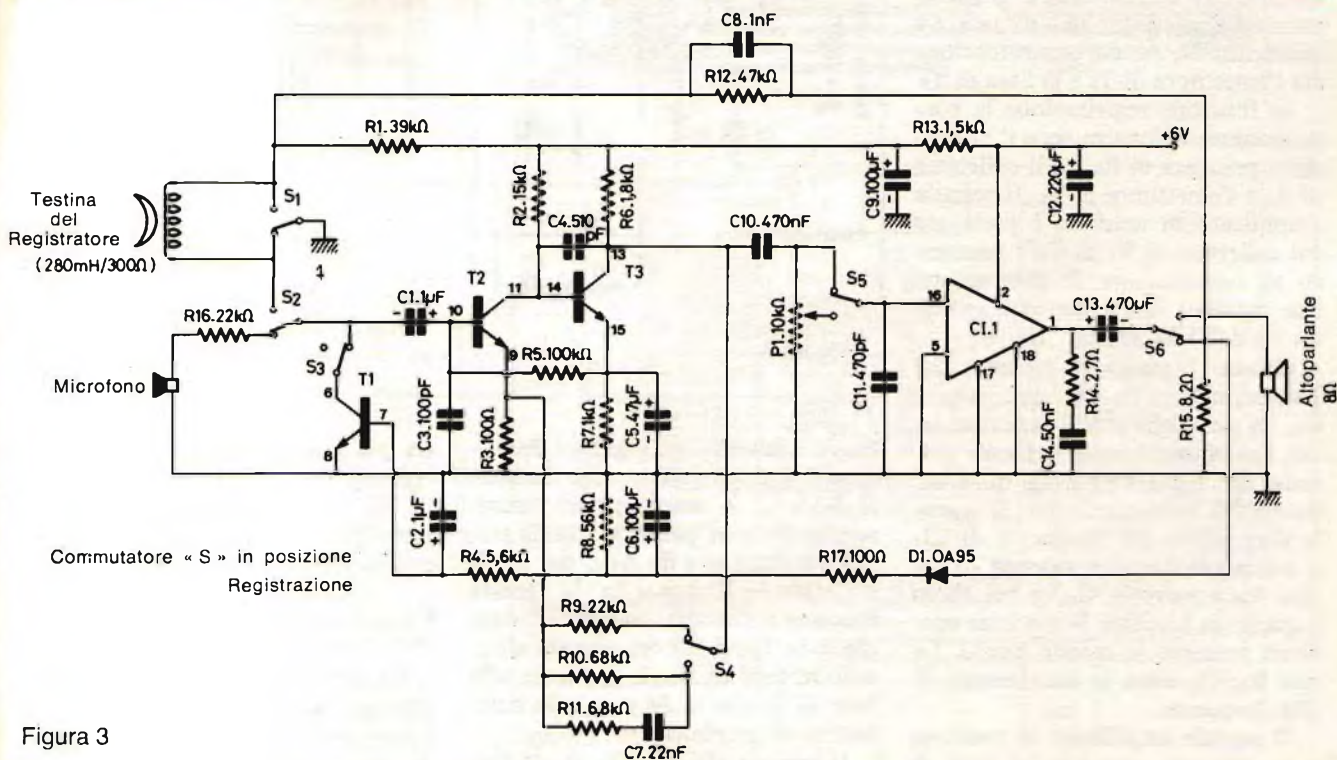 C8.1nF
R12.47kΩ
R1.39kΩ
R13.1,5kΩ
+6V
Testina
del
Registratore
(280mH/300Ω)
S1
1
R2.15kΩ
R6.1,8kΩ
C4.510
pF
13
C9.100µF
+
-
C12.220µF
+
-
C10.470nF
S2
R16.22kΩ
Microfono
S3
6
T1
7
8
C1.1µF
-
+
10
T2
11
9
14
T3
15
R5.100kΩ
C3.100pF
R3.100Ω
R7.1kΩ
C5.47µF
+
-
P1.10kΩ
S5
C11.470pF
16
5
CI.1
2
1
18
17
C13.470µF
+
-
S6
R14.2,7Ω
C14.50nF
R15.8,2Ω
Altoparlante
8Ω
C2.1µF
-
+
R8.56kΩ
C6.100µF
-
+
Commutatore « S » in posizione
Registrazione
R4.5,6kΩ
R17.100Ω
D1.OA95
R9.22kΩ
R10.68kΩ
R11.6,8kΩ
C7.22nF
S4
Figura 3